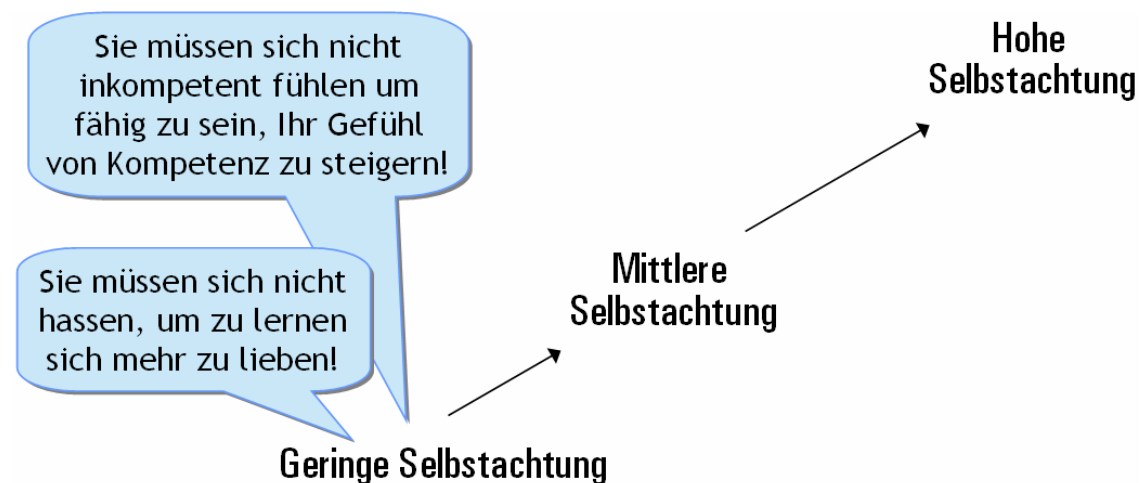 Sie müssen sich nicht
inkompetent fühlen um
fähig zu sein, Ihr Gefühl
von Kompetenz zu steigern!
Hohe
Selbstachtung
Sie müssen sich nicht
hassen, um zu lernen
sich mehr zu lieben!
Mittlere
Selbstachtung
Geringe Selbstachtung